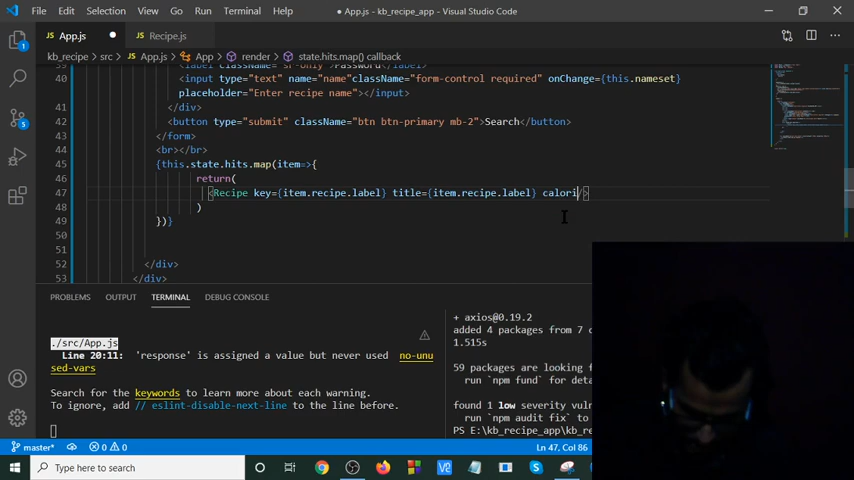 File Edit Selection View Go Run Terminal Help ● App.js - kb_recipe_app - Visual Studio Code
App.js ● Recipe.js
kb_recipe > src > App.js > App > render > state.hits.map() callback
40 <input type="text" name="name"className="form-control required" onChange={this.nameset}
placeholder="Enter recipe name"></input>
41 </div>
42 <button type="submit" className="btn btn-primary mb-2">Search</button>
43 </form>
44 <br></br>
45 {this.state.hits.map(item=>{
46 return(
47 <Recipe key={item.recipe.label} title={item.recipe.label} calori/>
48 )
49 })}
50
51
52 </div>
53 </div>
PROBLEMS OUTPUT TERMINAL DEBUG CONSOLE
./src/App.js
Line 20:11: 'response' is assigned a value but never used no-unu
sed-vars
Search for the keywords to learn more about each warning.
To ignore, add // eslint-disable-next-line to the line before.
+ axios@0.19.2
added 4 packages from 7 c
1.515s
59 packages are looking f
run `npm fund` for deta
found 1 low severity vuln
run `npm audit fix` to
PS E:\kb_recipe_app\kb_re
master* 0 0 Ln 47, Col 86
Type here to search